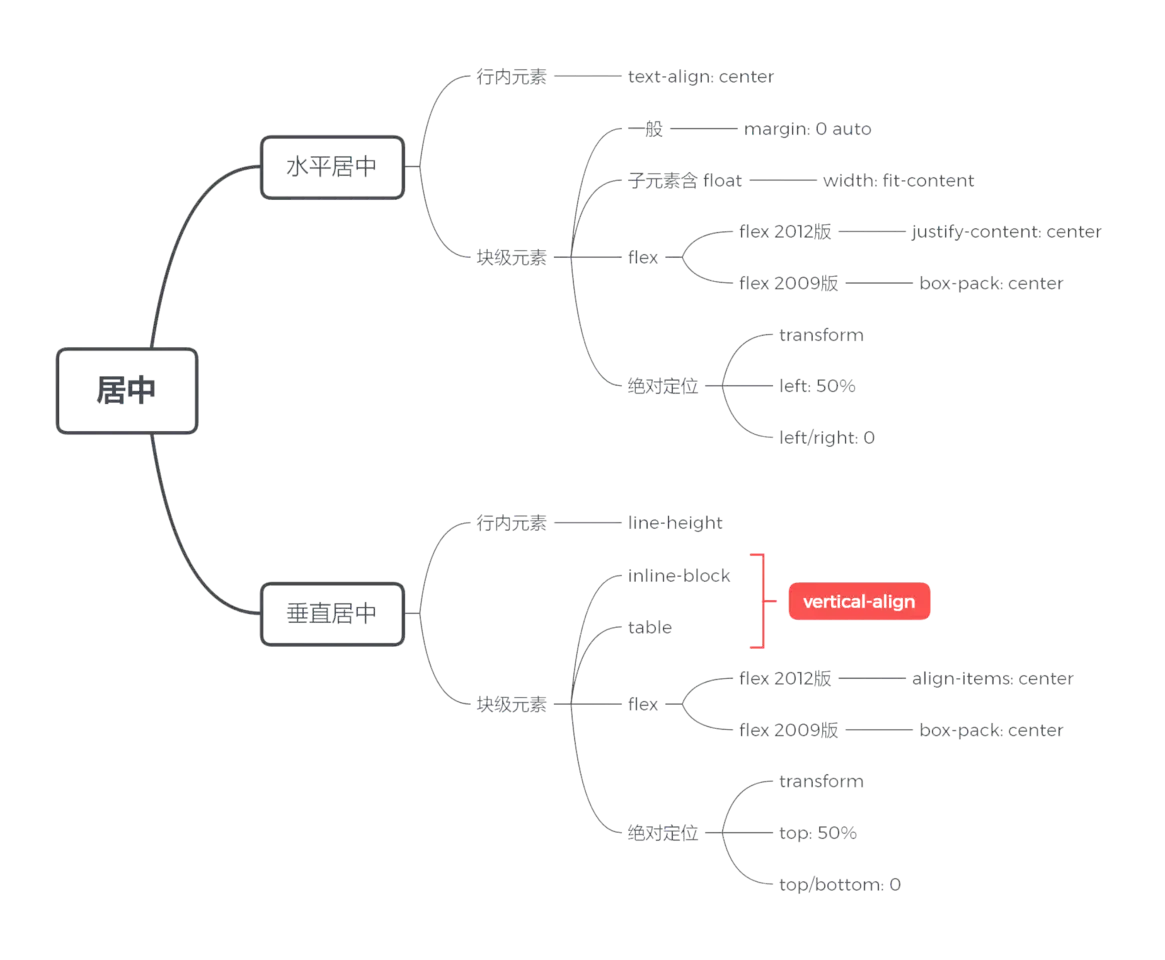 居中
水平居中
行内元素
text-align: center
块级元素
一般
margin: 0 auto
子元素含 float
width: fit-content
flex
flex 2012版
justify-content: center
flex 2009版
box-pack: center
绝对定位
transform
left: 50%
left/right: 0
垂直居中
行内元素
line-height
块级元素
inline-block
table
vertical-align
flex
flex 2012版
align-items: center
flex 2009版
box-pack: center
绝对定位
transform
top: 50%
top/bottom: 0